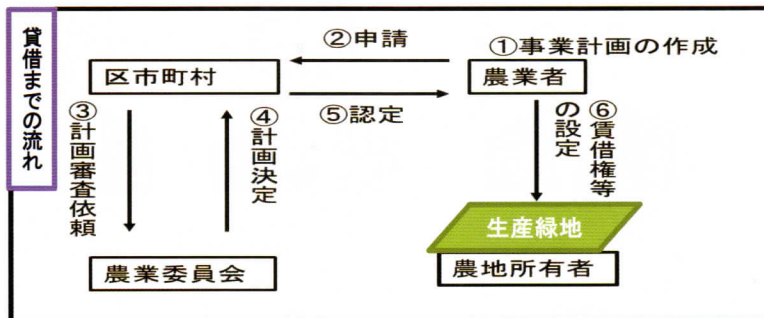 貸借までの流れ
②申請
①事業計画の作成
区市町村
農業者
⑤認定
③計画審査依頼
④計画決定
⑥賃借権等
の設定
生産緑地
農業委員会
農地所有者